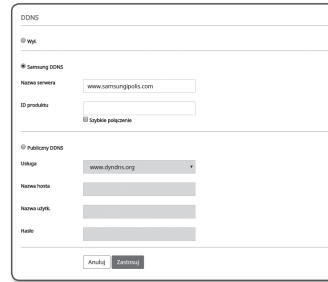 DDNS
Wył.
Samsung DDNS
Nazwa serwera
www.samsungipolis.com
ID produktu
Szybkie połączenie
Publiczny DDNS
Usługa
www.dyndns.org
Nazwa hosta
Nazwa użytk.
Hasło
Anuluj Zastosuj